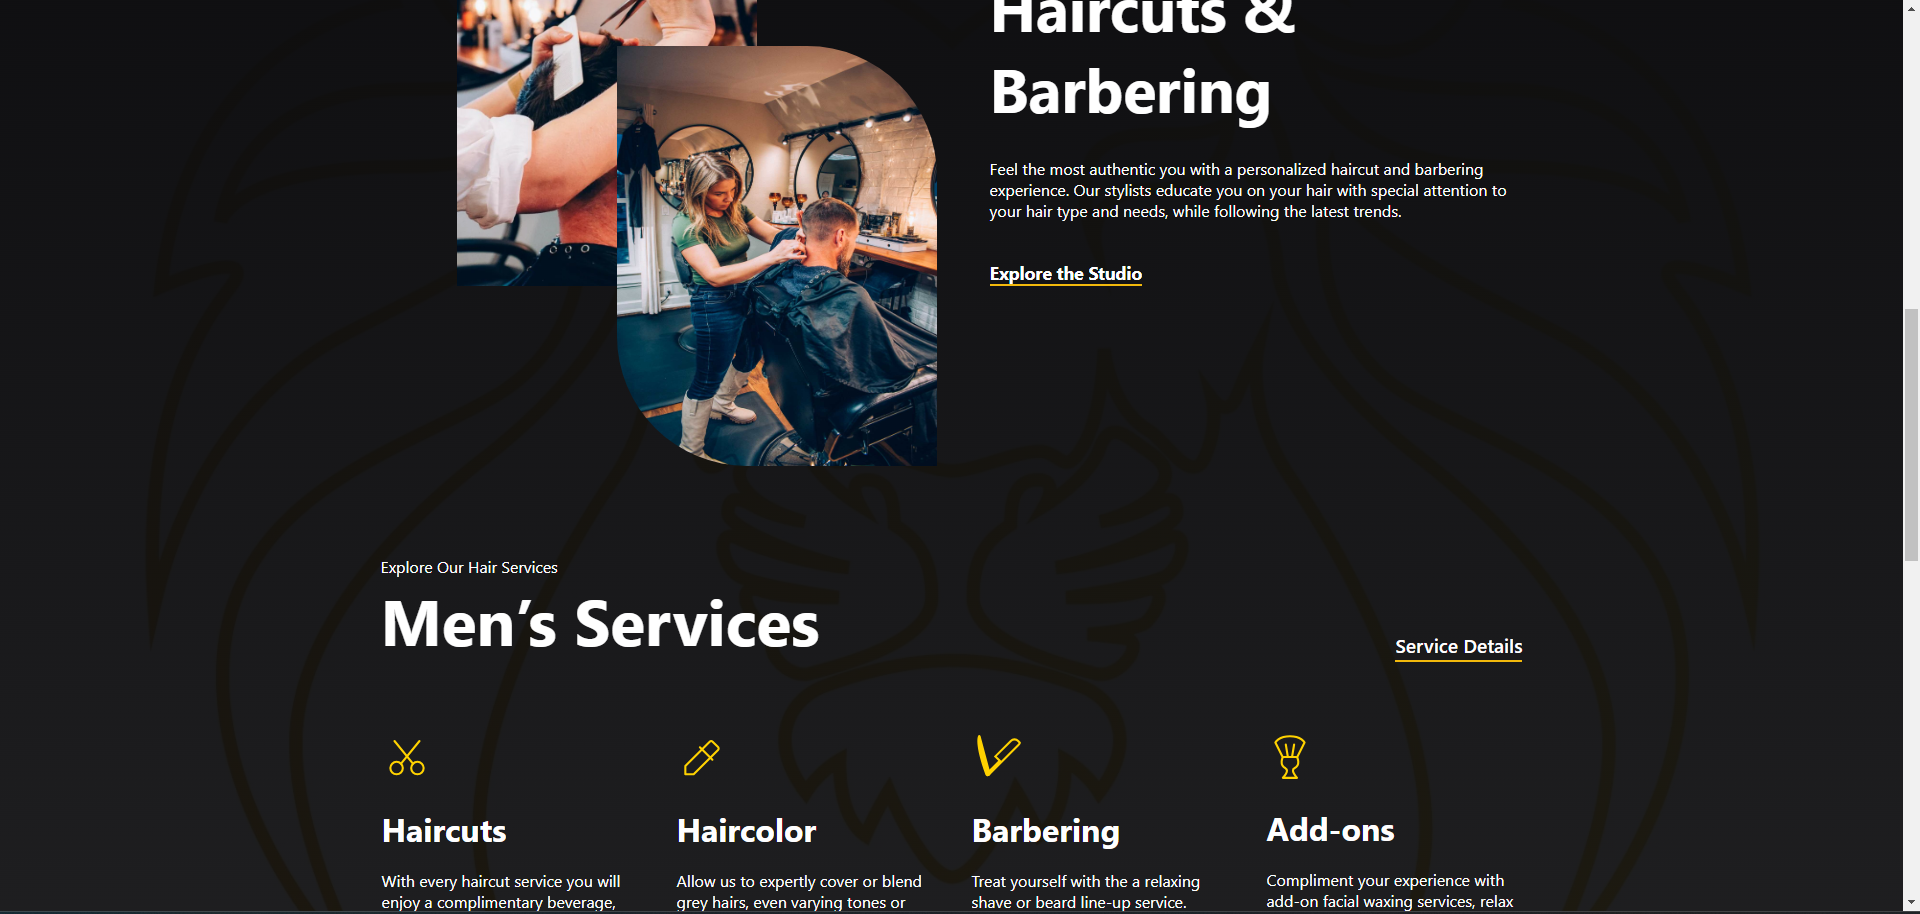 Haircuts &
Barbering
Feel the most authentic you with a personalized haircut and barbering
experience. Our stylists educate you on your hair with special attention to
your hair type and needs, while following the latest trends.
Explore the Studio
Explore Our Hair Services
Men’s Services
Service Details
Haircuts
With every haircut service you will
enjoy a complimentary beverage,
Haircolor
Allow us to expertly cover or blend
grey hairs, even varying tones or
Barbering
Treat yourself with the a relaxing
shave or beard line-up service.
Add-ons
Compliment your experience with
add-on facial waxing services, relax